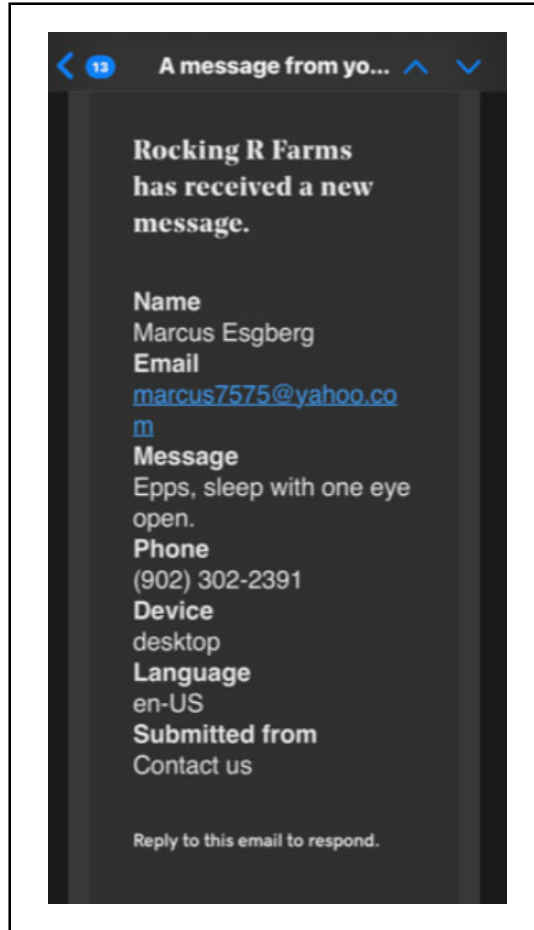 13 A message from yo...
Rocking R Farms
has received a new
message.
Name
Marcus Esgberg
Email
marcus7575@yahoo.co
m
Message
Epps, sleep with one eye
open.
Phone
(902) 302-2391
Device
desktop
Language
en-US
Submitted from
Contact us
Reply to this email to respond.